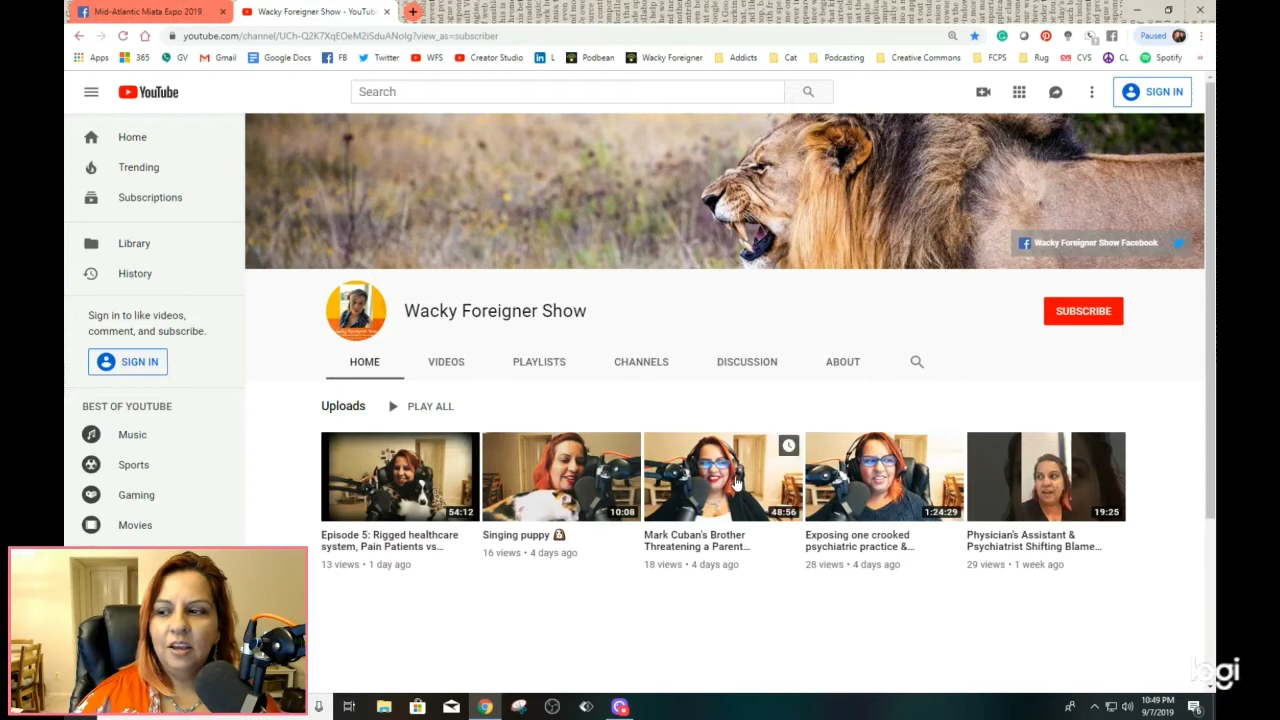 Mid-Atlantic Miata Expo 2019
Wacky Foreigner Show - YouTub
youtube.com/channel/UCh-Q2K7XqEOeM2iSduANoIg?view_as=subscriber
Paused
Apps 365 GV Gmail Google Docs FB Twitter WFS Creator Studio L Podbean Wacky Foreigner Addicts Cat Podcasting Creative Commons FCPS Rug CVS CL Spotify
YouTube
Search
SIGN IN
Home
Trending
Subscriptions
Library
History
Sign in to like videos,
comment, and subscribe.
SIGN IN
BEST OF YOUTUBE
Music
Sports
Gaming
Movies
Wacky Foreigner Show Facebook
Wacky Foreigner Show
SUBSCRIBE
HOME VIDEOS PLAYLISTS CHANNELS DISCUSSION ABOUT
Uploads PLAY ALL
54:12
Episode 5: Rigged healthcare
system, Pain Patients vs...
13 views • 1 day ago
10:08
Singing puppy
16 views • 4 days ago
48:56
Mark Cuban's Brother
Threatening a Parent...
18 views • 4 days ago
1:24:29
Exposing one crooked
psychiatric practice &...
28 views • 4 days ago
19:25
Physician's Assistant &
Psychiatrist Shifting Blame...
29 views • 1 week ago
logi
10:49 PM
9/7/2019